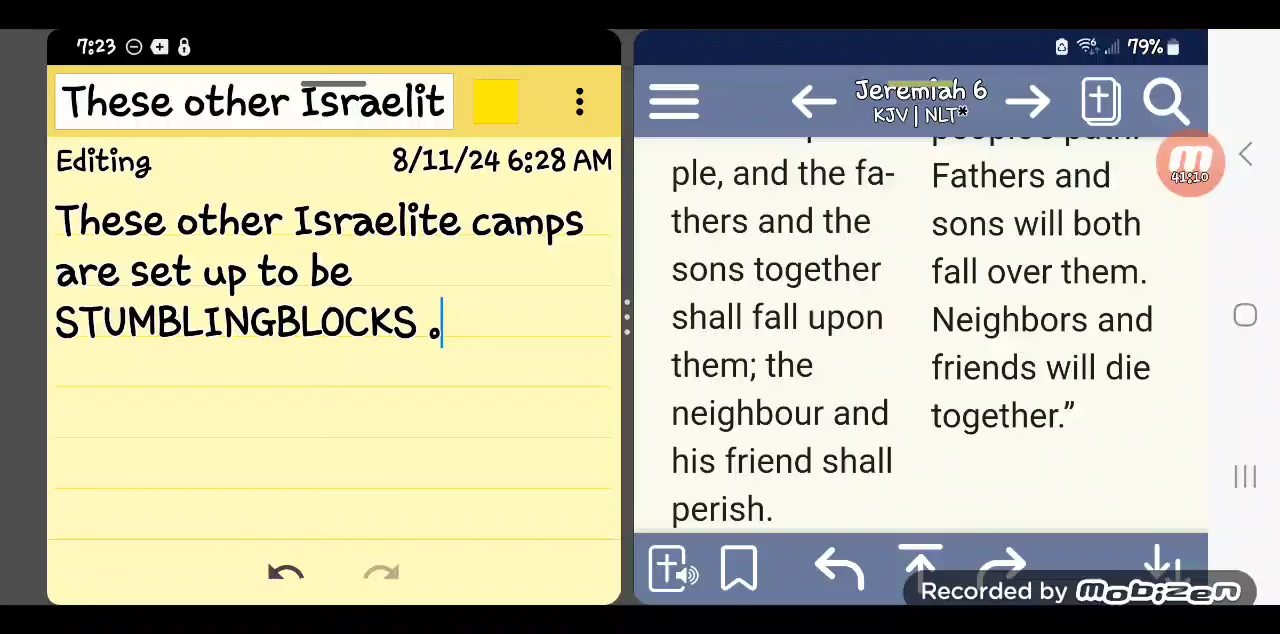 7:23
These other Israelit
Editing
8/11/24 6:28 AM
These other Israelite camps
are set up to be
STUMBLINGBLOCKS .
79%
Jeremiah 6
KJV | NLT*
41:10
ple, and the fa-
thers and the
sons together
shall fall upon
them; the
neighbour and
his friend shall
perish.
people's path.
Fathers and
sons will both
fall over them.
Neighbors and
friends will die
together.”
Recorded by mobizen